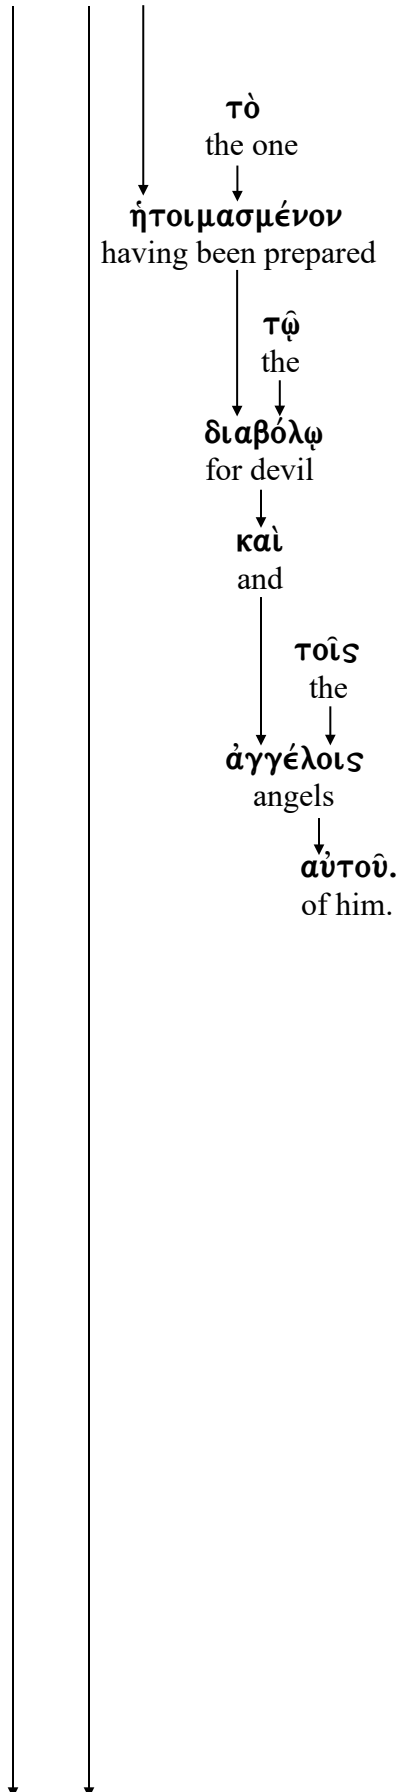 τὸ
the one
ἡτοιμασμένον
having been prepared
τῷ
the
διαβόλῳ
for devil
καὶ
and
τοῖς
the
ἀγγέλοις
angels
αὐτοῦ.
of him.